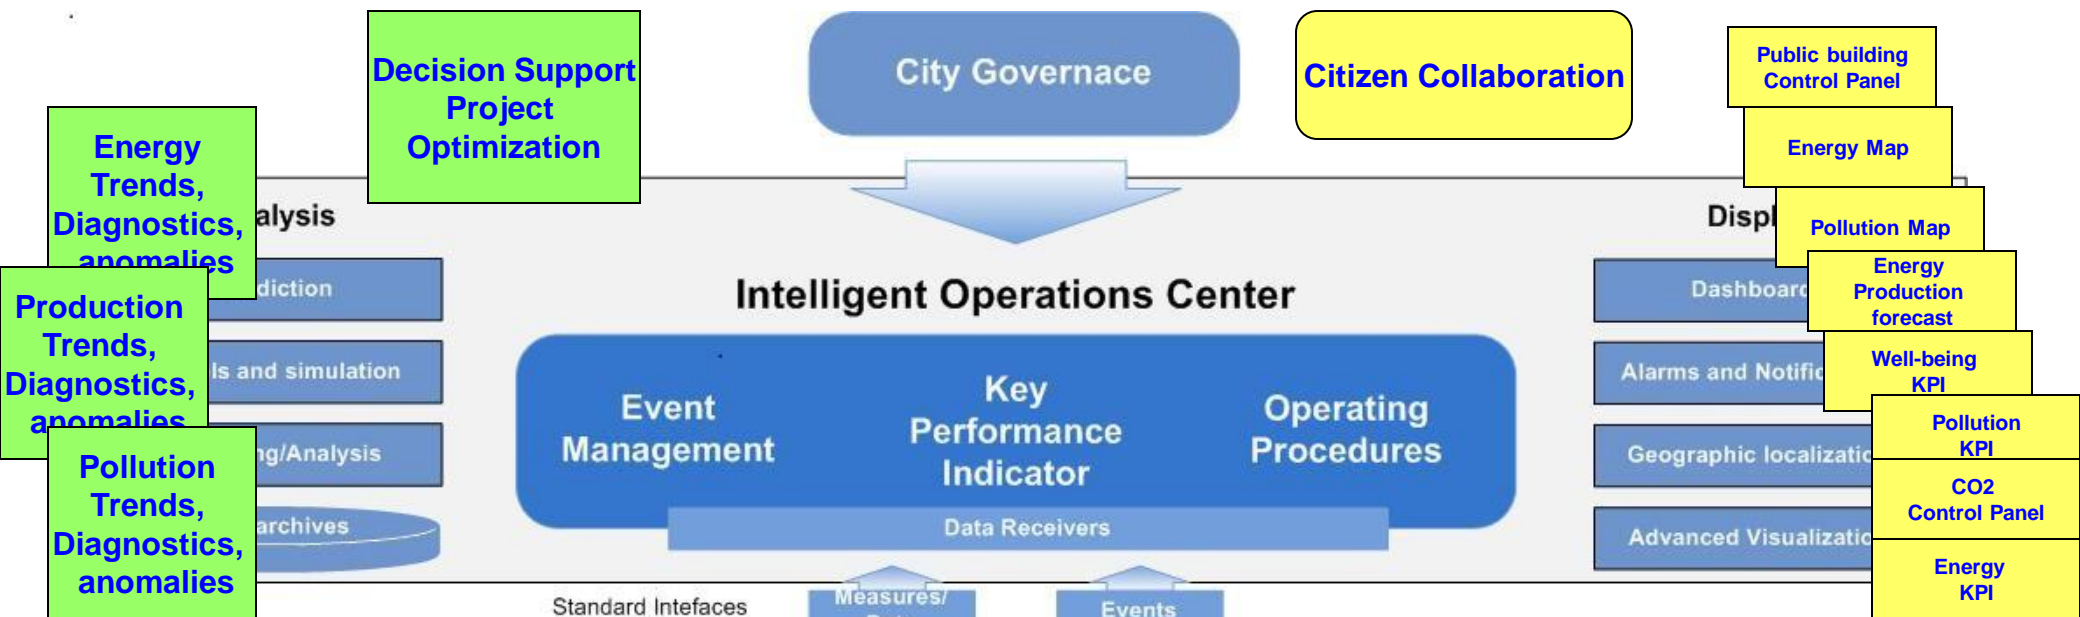 Decision Support
Project
Optimization
City Governace
Citizen Collaboration
Public building
Control Panel
Energy Map
Pollution Map
Energy
Production
forecast
Well-being
KPI
Pollution
KPI
CO2
Control Panel
Energy
KPI
Energy
Trends,
Diagnostics,
anomalies
Production
Trends,
Diagnostics,
anomalies
Pollution
Trends,
Diagnostics,
anomalies
alysis
diction
ls and simulation
ng/Analysis
archives
Intelligent Operations Center
Event
Management
Key
Performance
Indicator
Operating
Procedures
Data Receivers
Displ
Dashboard
Alarms and Notific
Geographic localizatio
Advanced Visualizatio
Standard Intefaces
Measures/
Events